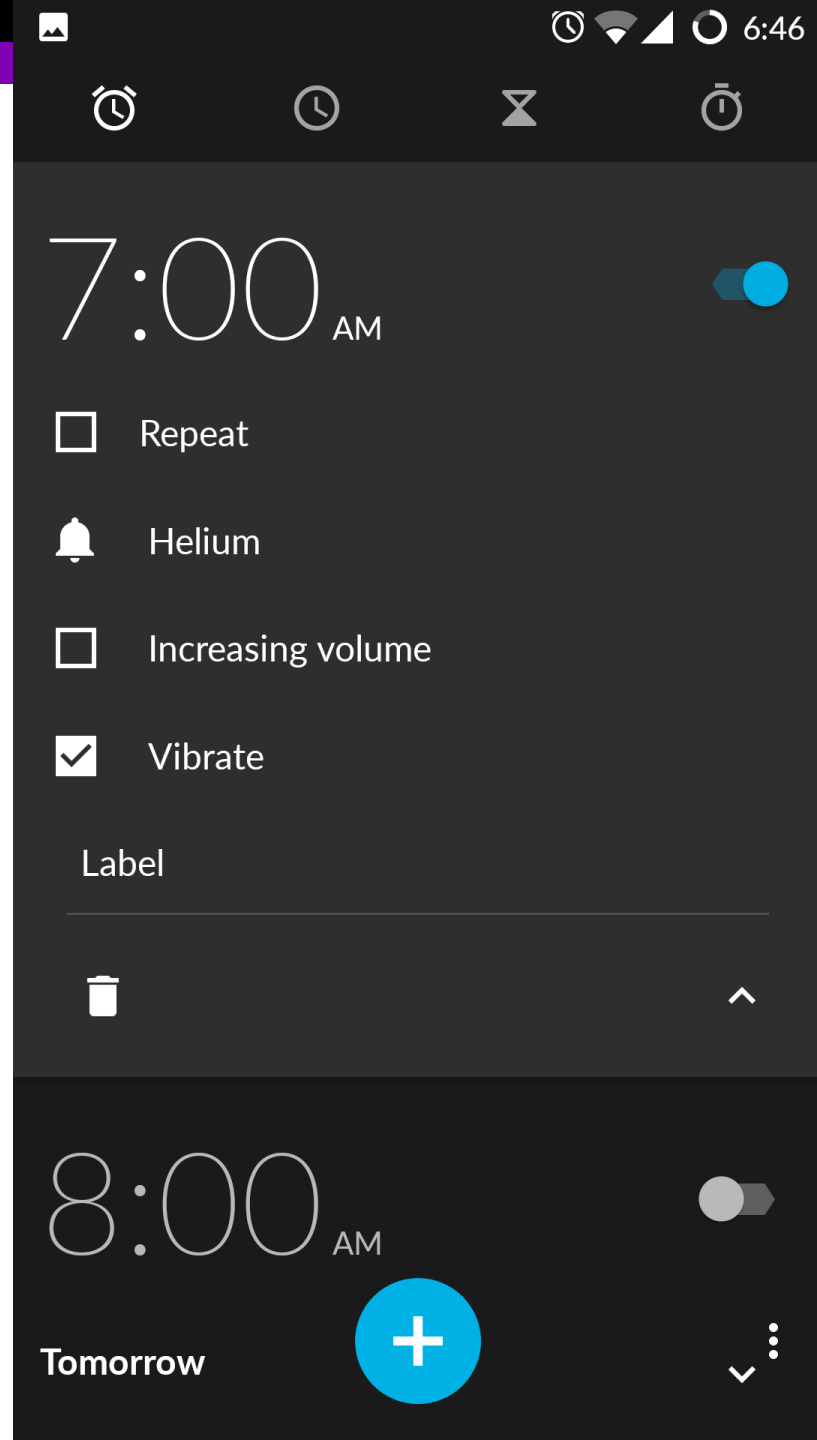 6:46
7:00 AM
Repeat
Helium
Increasing volume
Vibrate
Label
8:00 AM
Tomorrow